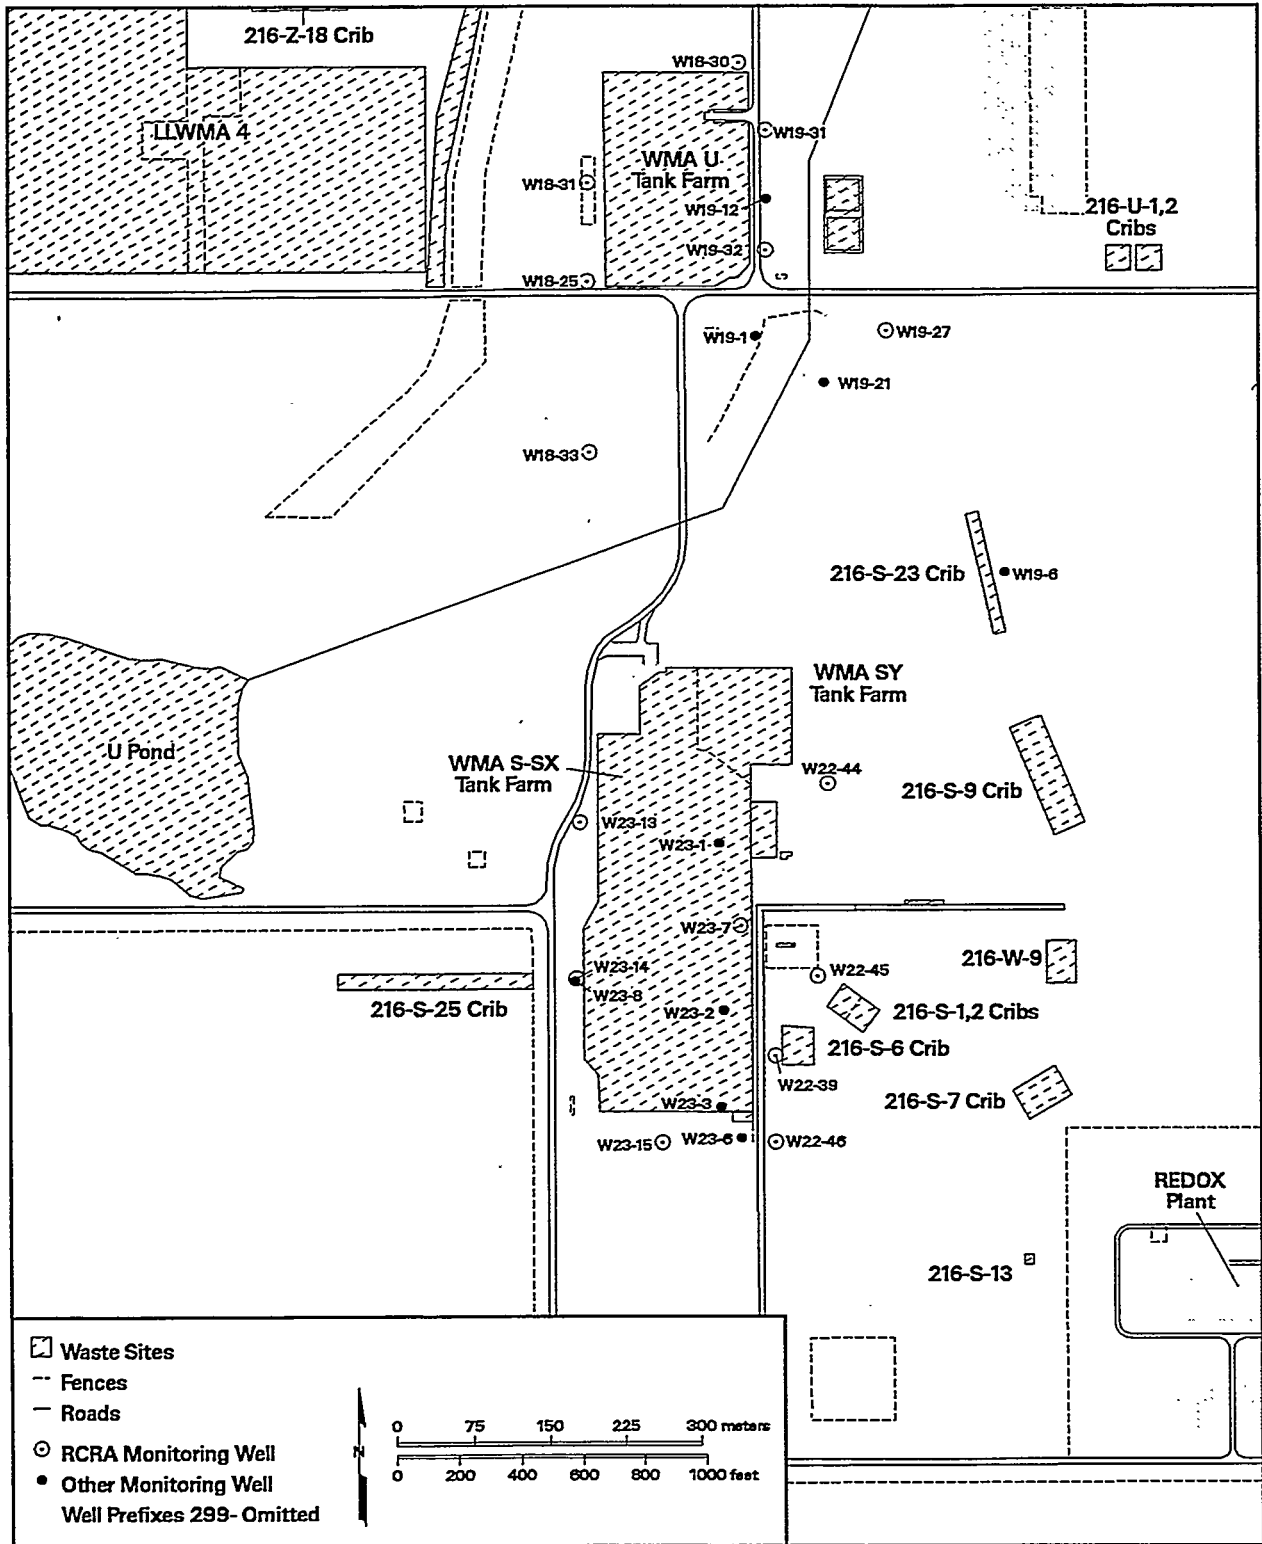 216-Z-18 Crib
W18-30
LLWMA 4
W19-31
WMA U
Tank Farm
W18-31
W19-12
216-U-1,2
Cribs
W19-32
W18-25
W19-1
W19-27
W19-21
W18-33
216-S-23 Crib
W19-6
WMA SY
Tank Farm
U Pond
WMA S-SX
Tank Farm
W22-44
216-S-9 Crib
W23-13
W23-1
W23-7
216-W-9
W23-14
W22-45
W23-8
216-S-25 Crib
W23-2
216-S-1,2 Cribs
216-S-6 Crib
W22-39
216-S-7 Crib
W23-3
W23-15
W23-6
W22-46
REDOX
Plant
216-S-13
Waste Sites
Fences
Roads
RCRA Monitoring Well
Other Monitoring Well
Well Prefixes 299- Omitted
N
0 75 150 225 300 meters
0 200 400 600 800 1000 feet